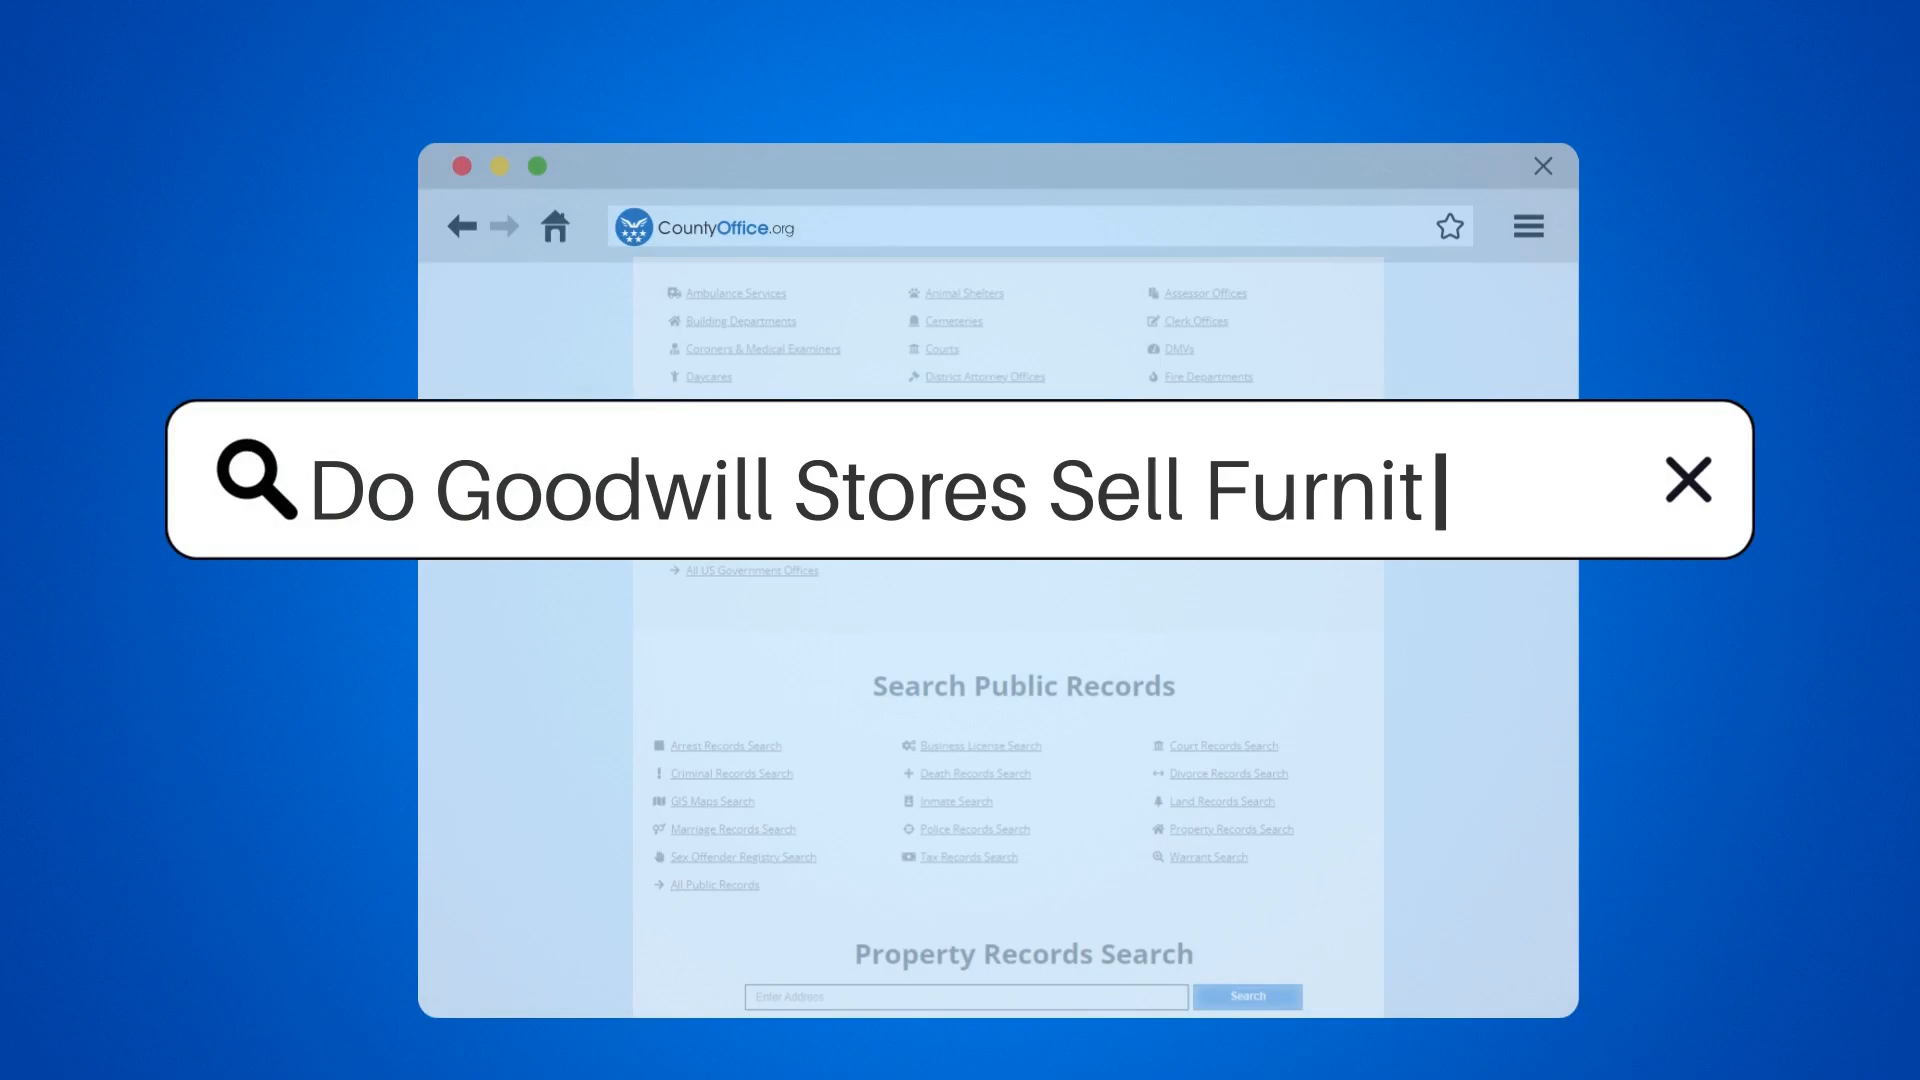 CountyOffice.org
Ambulance Services Animal Shelters Assessor Offices
Building Departments Cemeteries Clerk Offices
Coroners & Medical Examiners Courts DMVs
Daycares District Attorney Offices Fire Departments
Do Goodwill Stores Sell Furnit
All US Government Offices
Search Public Records
Arrest Records Search Business License Search Court Records Search
Criminal Records Search Death Records Search Divorce Records Search
GIS Maps Search Inmate Search Land Records Search
Marriage Records Search Police Records Search Property Records Search
Sex Offender Registry Search Tax Records Search Warrant Search
All Public Records
Property Records Search
Enter Address Search